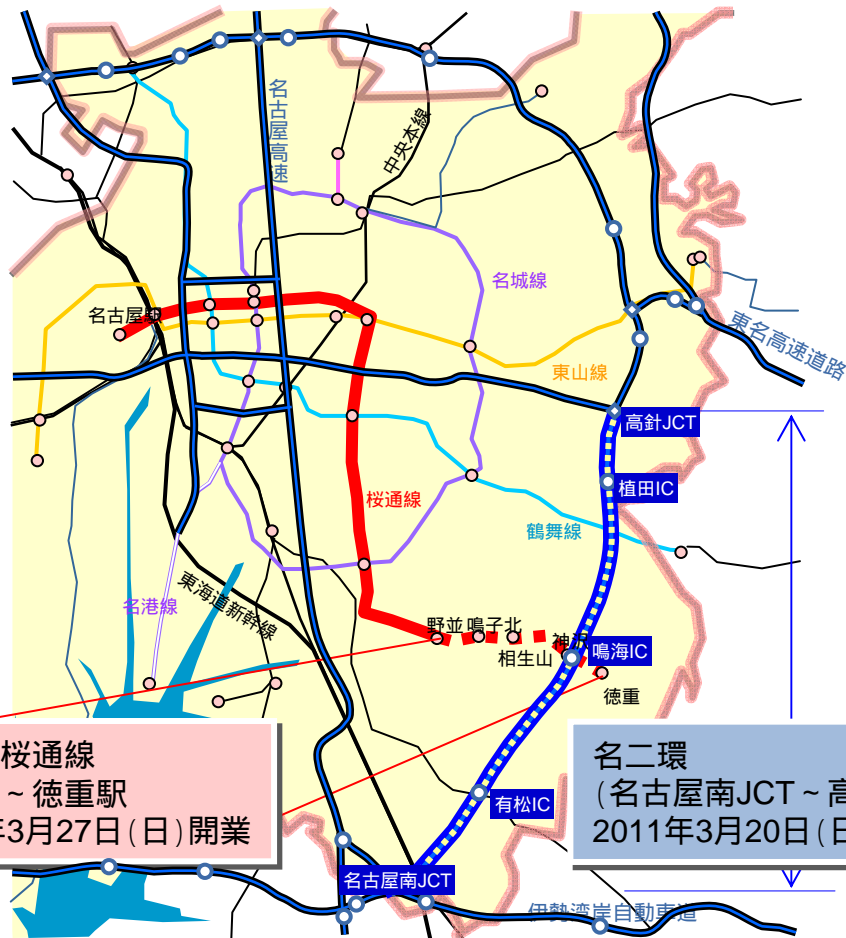 名古屋高速
中央本線
名城線
名古屋駅
東山線
東名高速道路
高針JCT
植田IC
桜通線
鶴舞線
東海道新幹線
名港線
野並
鳴子北
神沢
相生山
鳴海IC
徳重
桜通線
～徳重駅
年3月27日(日)開業
名二環
(名古屋南JCT～高
2011年3月20日(日
有松IC
名古屋南JCT
伊勢湾岸自動車道